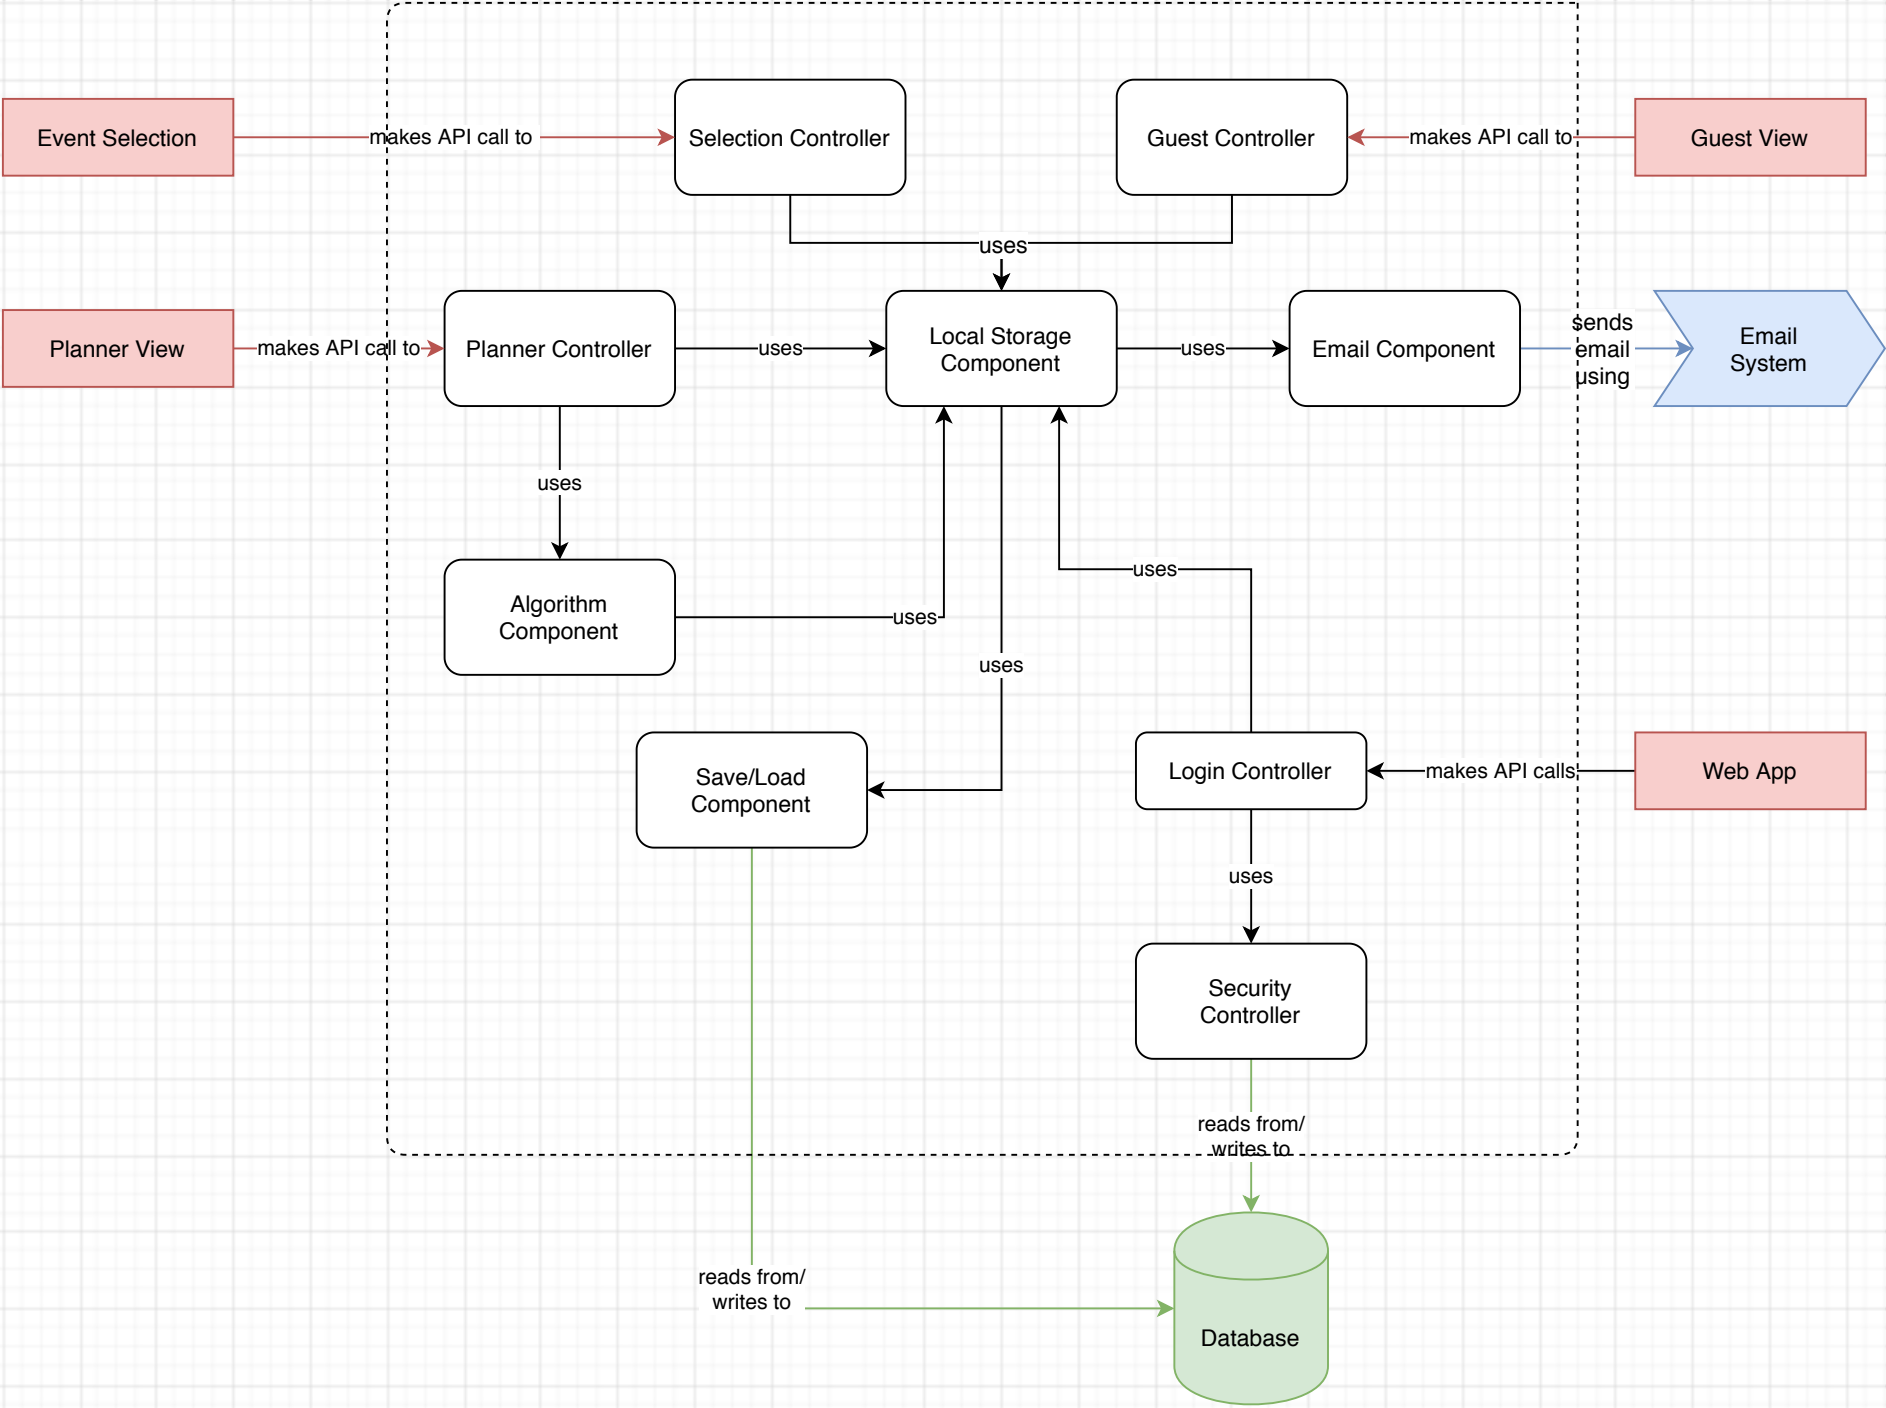 Event Selection
makes API call to
Selection Controller
Guest Controller
makes API call to
Guest View
uses
Planner View
makes API call to
Planner Controller
uses
Local Storage
Component
uses
Email Component
sends
email
using
Email
System
uses
Algorithm
Component
uses
uses
uses
Save/Load
Component
Login Controller
makes API calls
Web App
uses
Security
Controller
reads from/
writes to
reads from/
writes to
Database